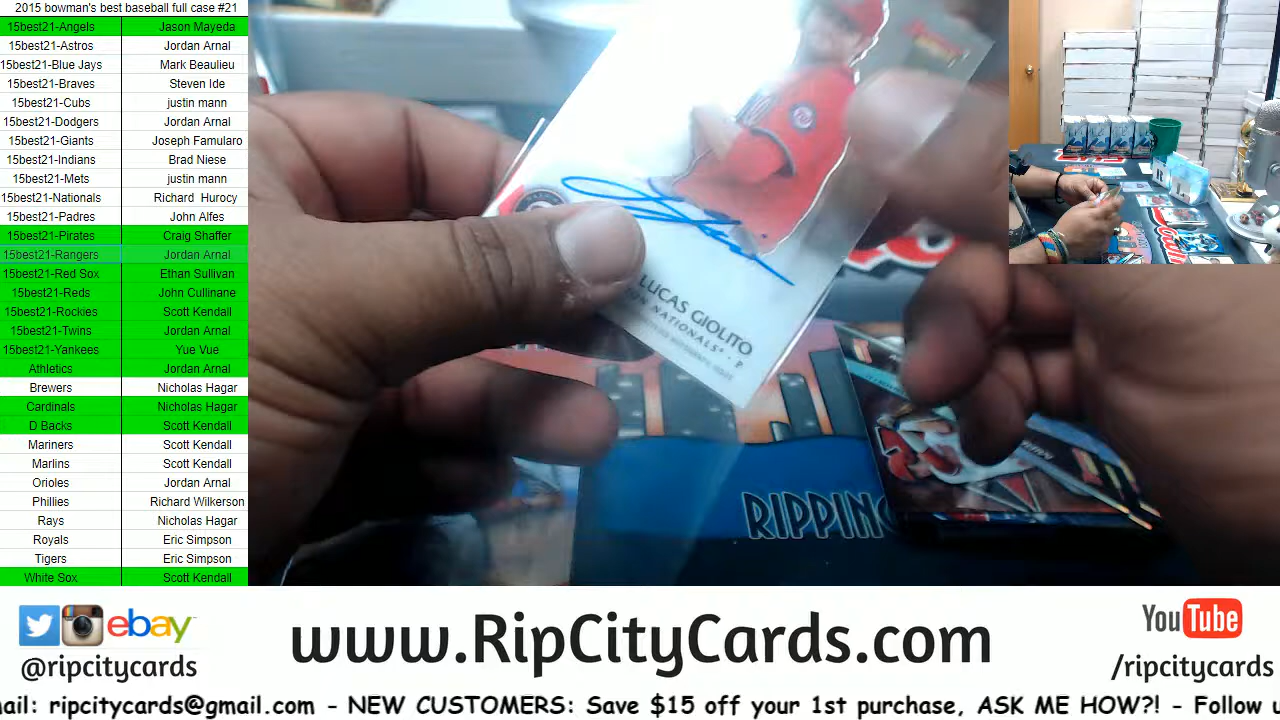 2015 bowman's best baseball full case #21
15best21-Angels Jason Mayeda
15best21-Astros Jordan Arnal
15best21-Blue Jays Mark Beaulieu
15best21-Braves Steven Ide
15best21-Cubs justin mann
15best21-Dodgers Jordan Arnal
15best21-Giants Joseph Famularo
15best21-Indians Brad Niese
15best21-Mets justin mann
15best21-Nationals Richard Hurocy
15best21-Padres John Alfes
15best21-Pirates Craig Shaffer
15best21-Rangers Jordan Arnal
15best21-Red Sox Ethan Sullivan
15best21-Reds John Cullinane
15best21-Rockies Scott Kendall
15best21-Twins Jordan Arnal
15best21-Yankees Yue Vue
Athletics Jordan Arnal
Brewers Nicholas Hagar
Cardinals Nicholas Hagar
D Backs Scott Kendall
Mariners Scott Kendall
Marlins Scott Kendall
Orioles Jordan Arnal
Phillies Richard Wilkerson
Rays Nicholas Hagar
Royals Eric Simpson
Tigers Eric Simpson
White Sox Scott Kendall
LUCAS GIOLITO
NATIONALS® - P
RIPPING
ebay
@ripcitycards
www.RipCityCards.com
YouTube
/ripcitycards
ail: ripcitycards@gmail.com - NEW CUSTOMERS: Save $15 off your 1st purchase, ASK ME HOW?! - Follow u